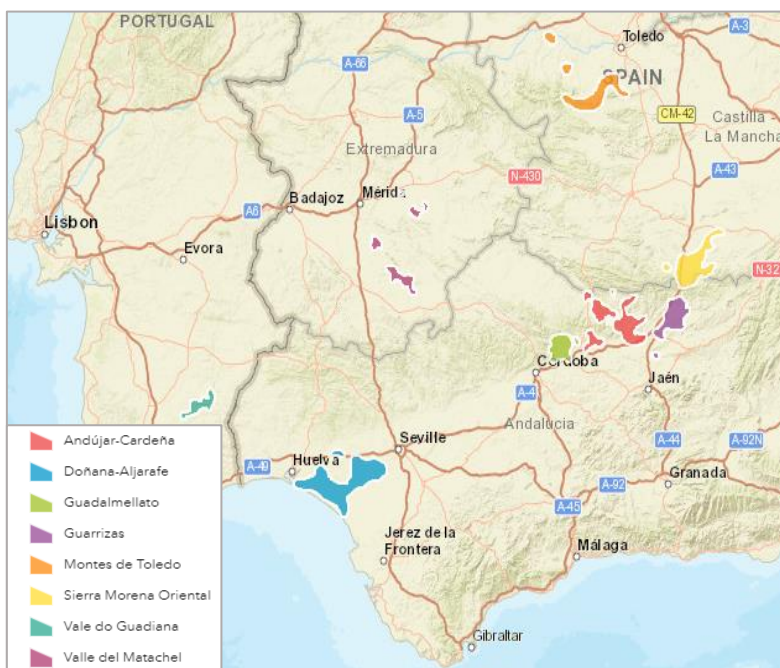 PORTUGAL
A-3
Toledo
A-66
SPAIN
A-5
CM-42
Castilla -
La Mancha
Extremadura
A-43
N-430
Badajoz
Mérida
A6
Lisbon
Evora
N-32
Córdoba
Jaén
A-4
Andalucía
Seville
A-44
A-92N
A-49
Huelva
Granada
A-92
A-45
Jerez de la
Frontera
Málaga
Gibraltar
Andújar-Cardeña
Doñana-Aljarafe
Guadalmellato
Guarrizas
Montes de Toledo
Sierra Morena Oriental
Vale do Guadiana
Valle del Matachel